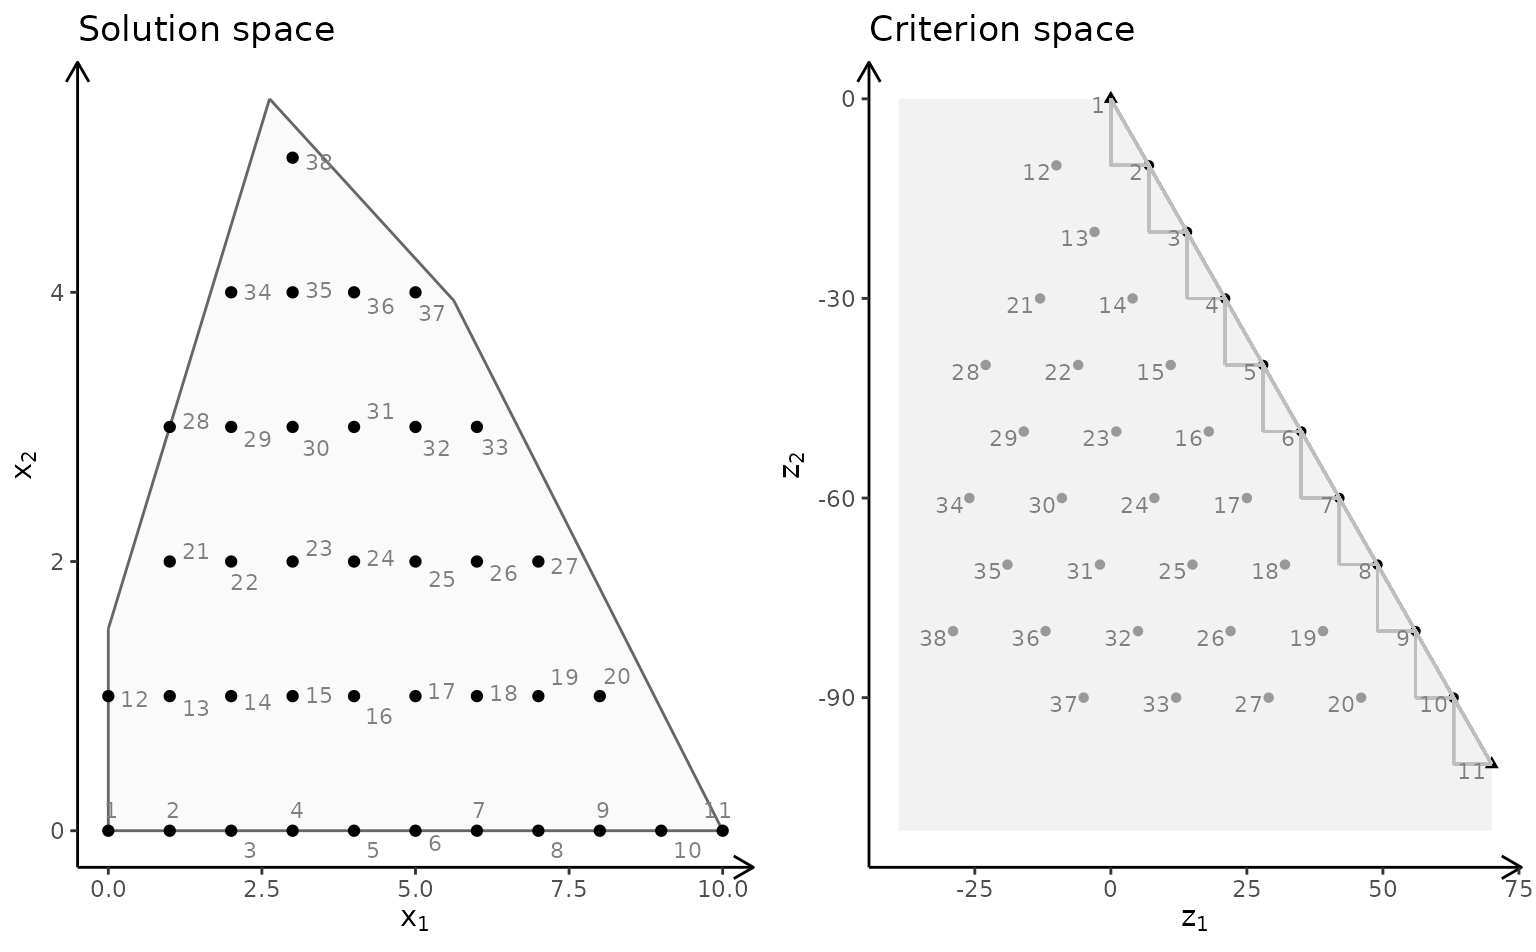 Solution space
38
4
34 35 36 37
28 29 30 31 32 33
x2
2
21 22 23 24 25 26 27
12 13 14 15 16 17 18 19 20
0
1 2 3 4 5 6 7 8 9 10 11
0.0 2.5 5.0 7.5 10.0
x1
Criterion space
0
1
12 2
13 3
-30
21 14 4
28 22 15 5
z2
29 23 16 6
-60
34 30 24 17 7
35 31 25 18 8
38 36 32 26 19 9
-90
37 33 27 20 10
11
-25 0 25 50 75
z1